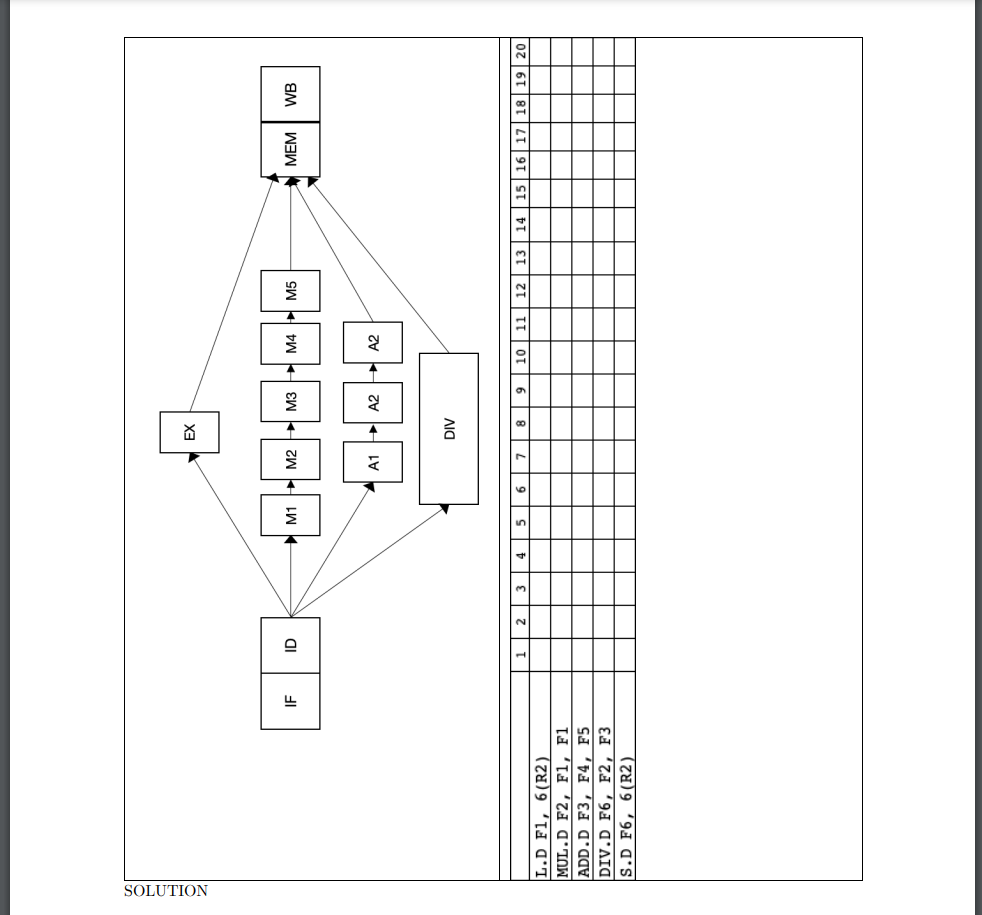 IF ID
EX
M1 M2 M3 M4 M5
A1 A2 A2
DIV
MEM WB
1 2 3 4 5 6 7 8 9 10 11 12 13 14 15 16 17 18 19 20
L.D F1, 6(R2)
MUL.D F2, F1, F1
ADD.D F3, F4, F5
DIV.D F6, F2, F3
S.D F6, 6(R2)
SOLUTION